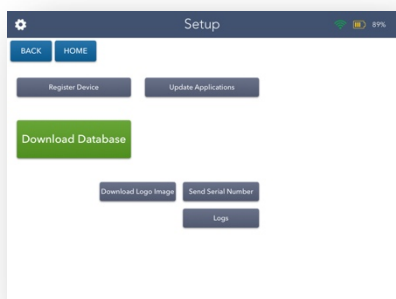 Setup
89%
BACK HOME
Register Device Update Applications
Download Database
Download Logo Image Send Serial Number
Logs